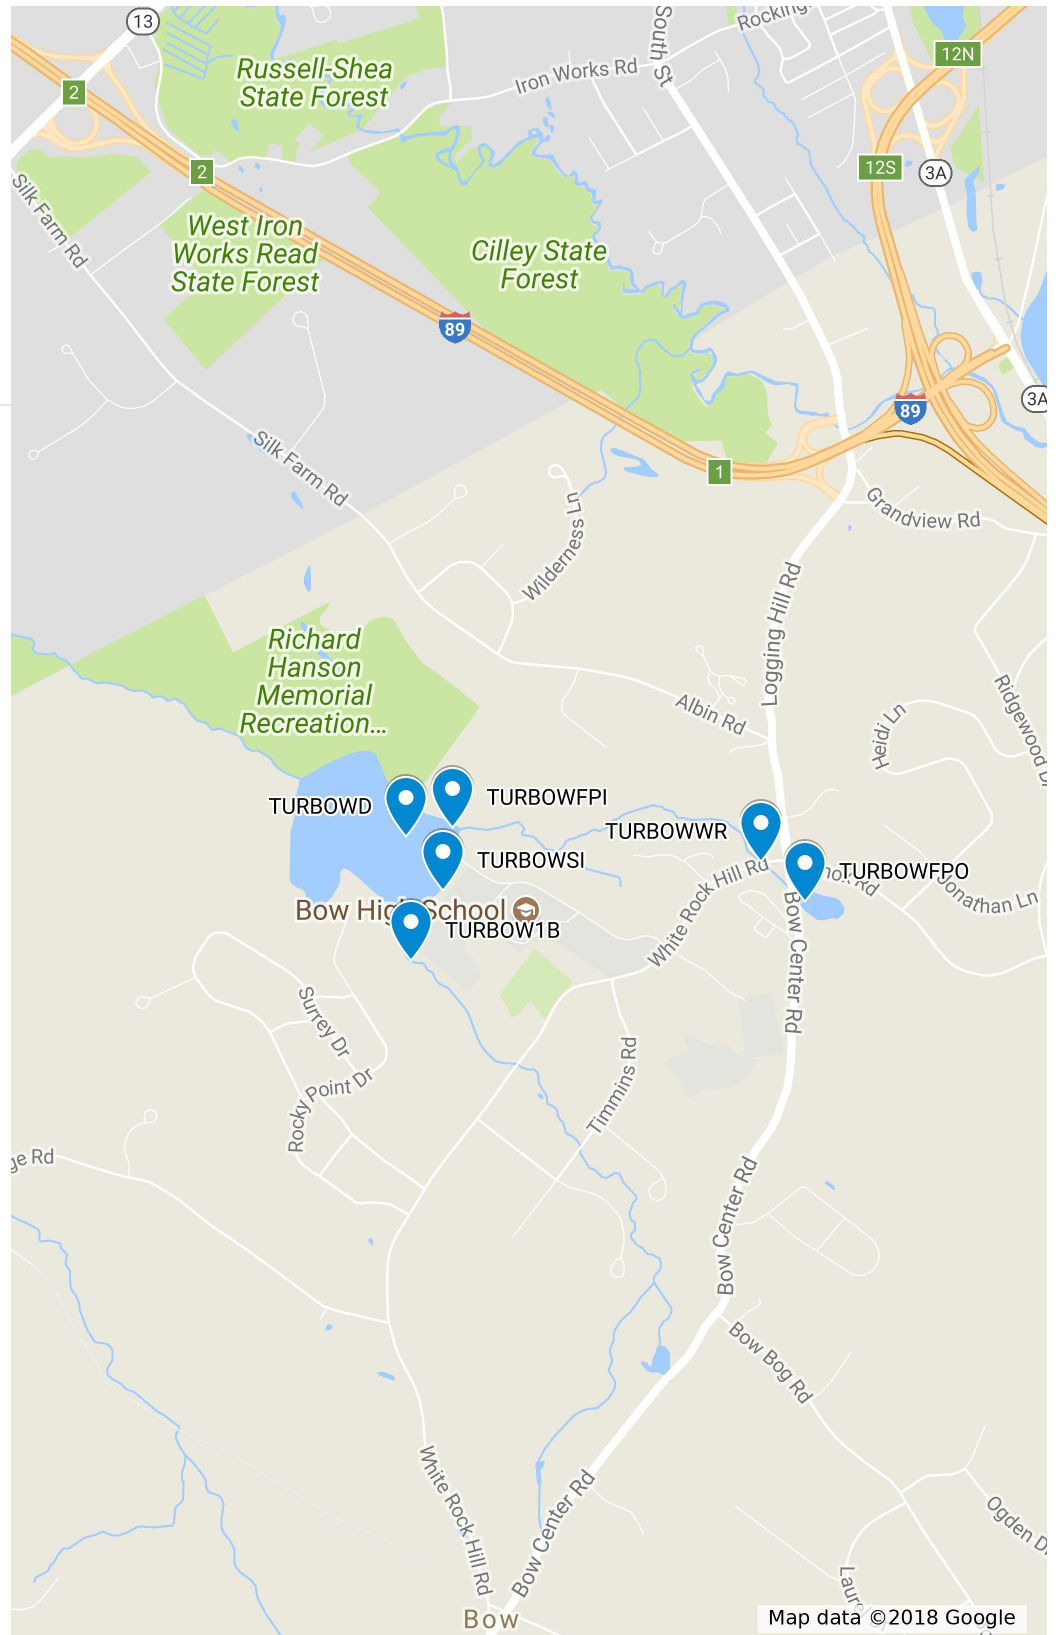 13
South St
Rocking
12N
2
Russell-Shea
State Forest
Iron Works Rd
2
12S
3A
Silk Farm Rd
West Iron
Works Read
State Forest
Cilley State
Forest
89
89
3A
Silk Farm Rd
1
Grandview Rd
Wilderness Ln
Logging Hill Rd
Richard
Hanson
Memorial
Recreation...
Albin Rd
Heidi Ln
Ridgewood D
TURBOWD
TURBOWFPI
TURBOWWR
TURBOWSI
TURBOWFPO
White Rock Hill Rd
Jonathan Ln
Bow High School
TURBOW1B
Bow Center Rd
Surrey Dr
Rocky Point Dr
Timmins Rd
ge Rd
Bow Center Rd
Bow Bog Rd
White Rock Hill Rd
Bow Center Rd
Ogden D
Laurel
Bow
Map data ©2018 Google